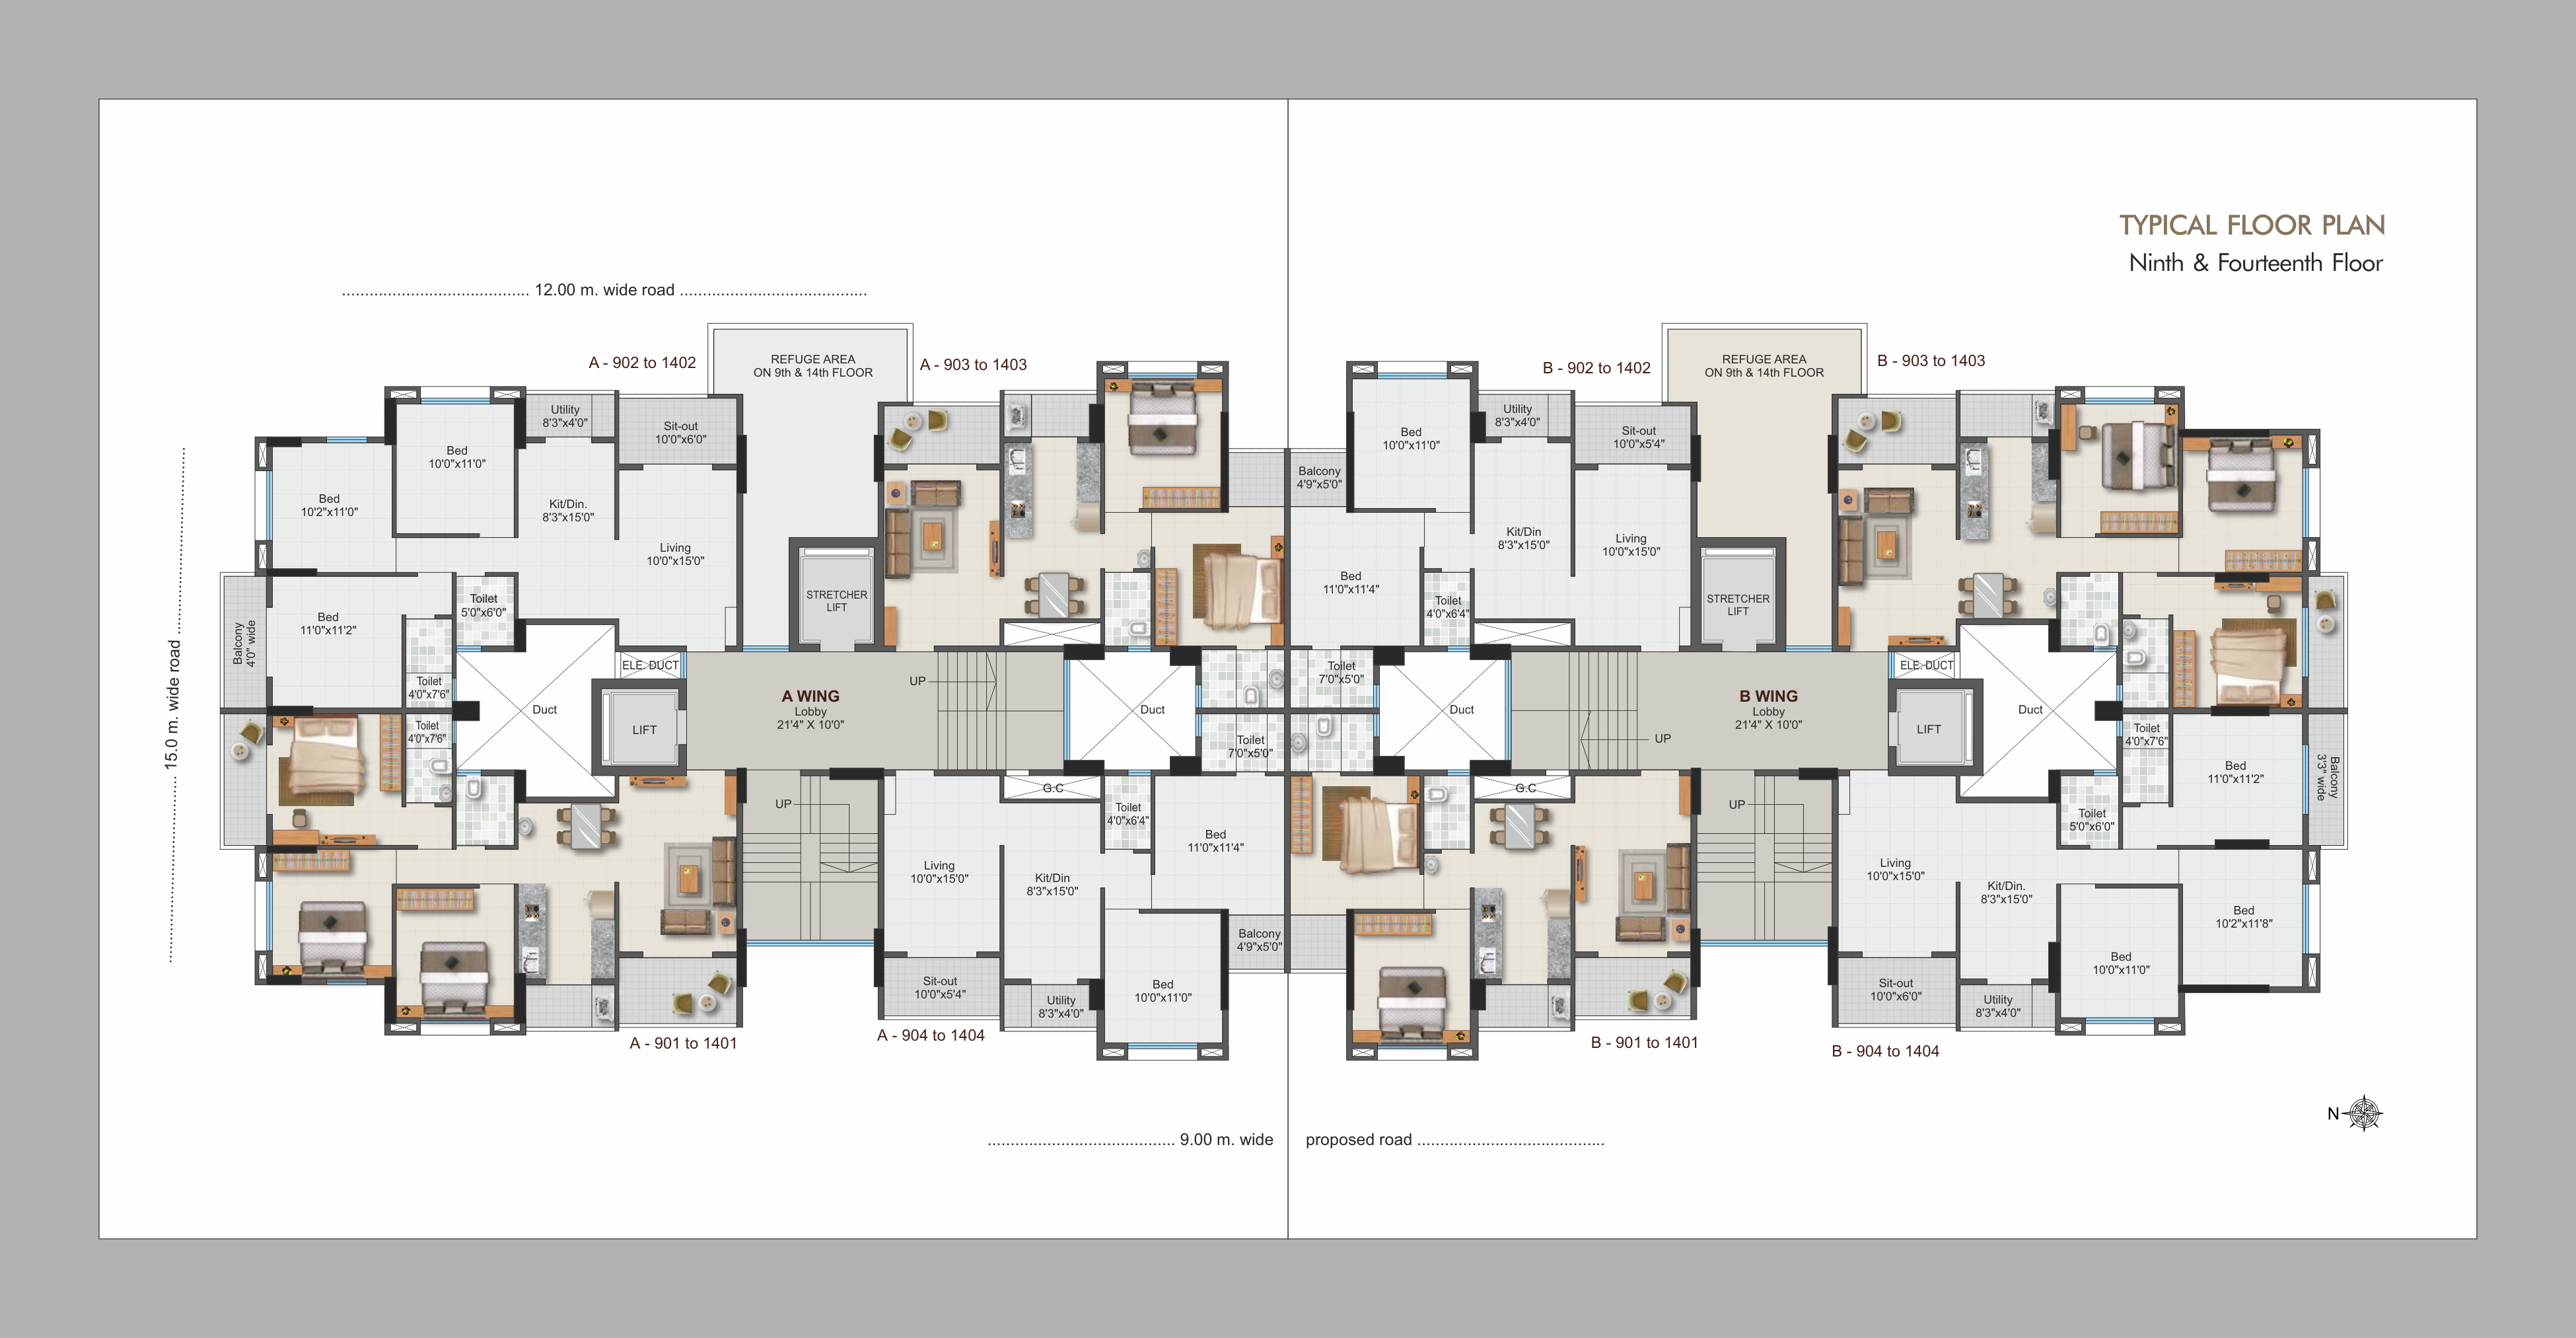 TYPICAL FLOOR PLAN
Ninth & Fourteenth Floor
12.00 m. wide road
15.0 m. wide road
A - 902 to 1402
REFUGE AREA
ON 9th & 14th FLOOR
A - 903 to 1403
B - 902 to 1402
REFUGE AREA
ON 9th & 14th FLOOR
B - 903 to 1403
Bed
10'2"x11'0"
Bed
10'0"x11'0"
Utility
8'3"x4'0"
Sit-out
10'0"x6'0"
Kit/Din.
8'3"x15'0"
Living
10'0"x15'0"
Bed
11'0"x11'2"
Balcony
4'0" wide
Toilet
5'0"x6'0"
Toilet
4'0"x7'6"
Toilet
4'0"x7'6"
Duct
ELE. DUCT
LIFT
STRETCHER
LIFT
A WING
Lobby
21'4" X 10'0"
UP
UP
Duct
Toilet
7'0"x5'0"
G.C
Living
10'0"x15'0"
Kit/Din
8'3"x15'0"
Toilet
4'0"x6'4"
Bed
11'0"x11'4"
Balcony
4'9"x5'0"
Bed
10'0"x11'0"
Sit-out
10'0"x5'4"
Utility
8'3"x4'0"
A - 901 to 1401
A - 904 to 1404
Balcony
4'9"x5'0"
Bed
10'0"x11'0"
Utility
8'3"x4'0"
Sit-out
10'0"x5'4"
Kit/Din
8'3"x15'0"
Living
10'0"x15'0"
Bed
11'0"x11'4"
Toilet
4'0"x6'4"
Toilet
7'0"x5'0"
Duct
STRETCHER
LIFT
B WING
Lobby
21'4" X 10'0"
UP
UP
G.C
ELE. DUCT
LIFT
Duct
Toilet
4'0"x7'6"
Bed
11'0"x11'2"
Balcony
3'3" wide
Toilet
5'0"x6'0"
Living
10'0"x15'0"
Kit/Din.
8'3"x15'0"
Bed
10'2"x11'8"
Bed
10'0"x11'0"
Sit-out
10'0"x6'0"
Utility
8'3"x4'0"
B - 901 to 1401
B - 904 to 1404
N
9.00 m. wide proposed road